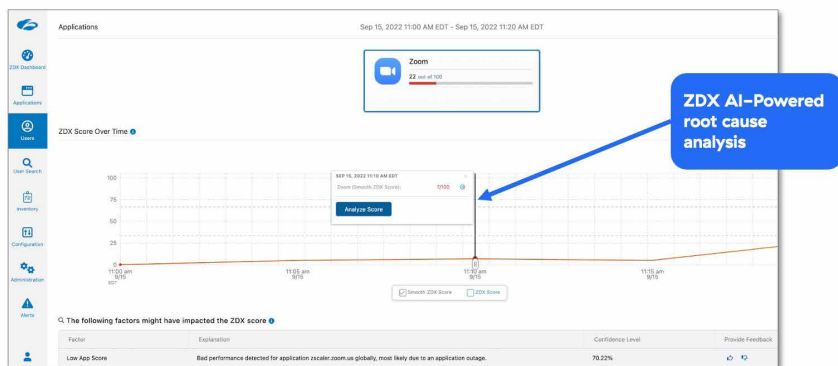 Applications
Sep 15, 2022 11:00 AM EDT - Sep 15, 2022 11:20 AM EDT
ZDX Dashboard
Applications
Users
User Search
Inventory
Configuration
Administration
Alerts
Zoom
22 out of 100
ZDX AI-Powered
root cause
analysis
ZDX Score Over Time
100
75
50
25
0
SEP 15, 2022 11:10 AM EDT
Zoom (Smooth ZDX Score): 7/100
Analyze Score
11:00 am 11:05 am 11:10 am 11:15 am
9/15 9/15 9/15 9/15
EDT
Smooth ZDX Score ZDX Score
The following factors might have impacted the ZDX score
Factor Explanation Confidence Level Provide Feedback
Low App Score Bad performance detected for application zscaler.zoom.us globally, most likely due to an application outage. 70.22%